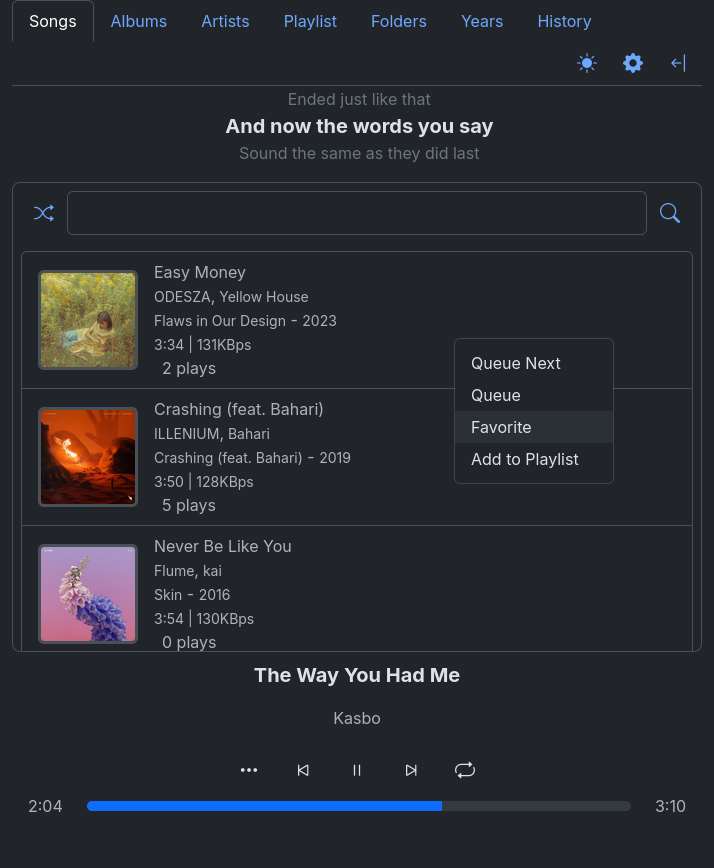 Songs Albums Artists Playlist Folders Years History
Ended just like that
And now the words you say
Sound the same as they did last
Easy Money
ODESZA, Yellow House
Flaws in Our Design - 2023
3:34 | 131KBps
2 plays
Queue Next
Queue
Favorite
Add to Playlist
Crashing (feat. Bahari)
ILLENIUM, Bahari
Crashing (feat. Bahari) - 2019
3:50 | 128KBps
5 plays
Never Be Like You
Flume, kai
Skin - 2016
3:54 | 130KBps
0 plays
The Way You Had Me
Kasbo
2:04 3:10